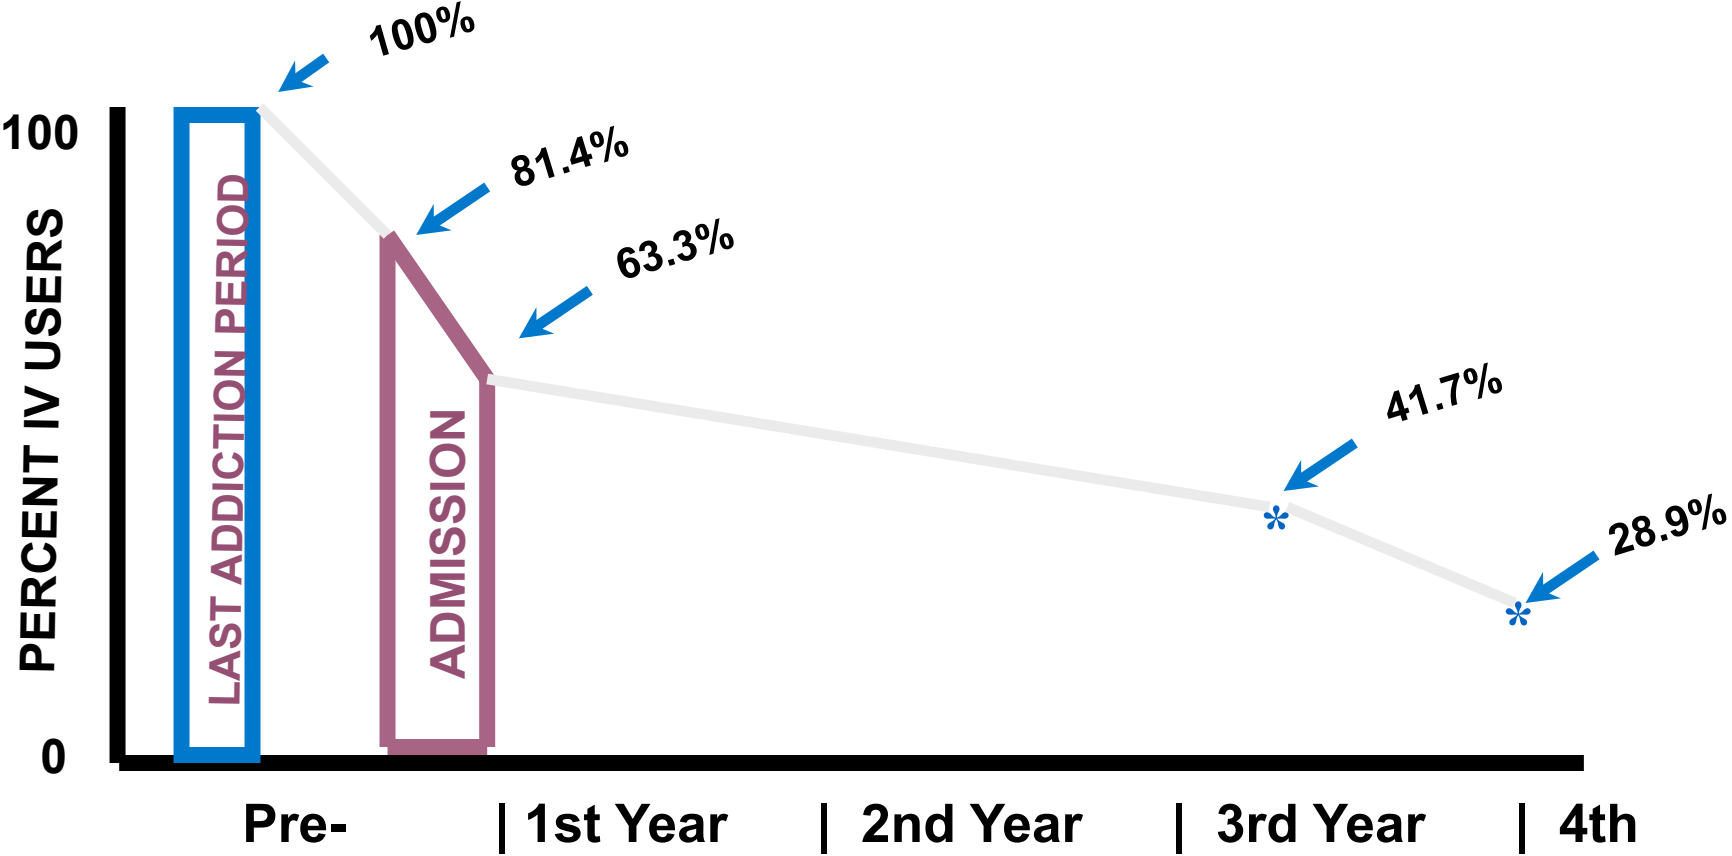 100%
100
81.4%
63.3%
PERCENT IV USERS
LAST ADDICTION PERIOD
ADMISSION
41.7%
*
28.9%
*
0
Pre- | 1st Year | 2nd Year | 3rd Year | 4th